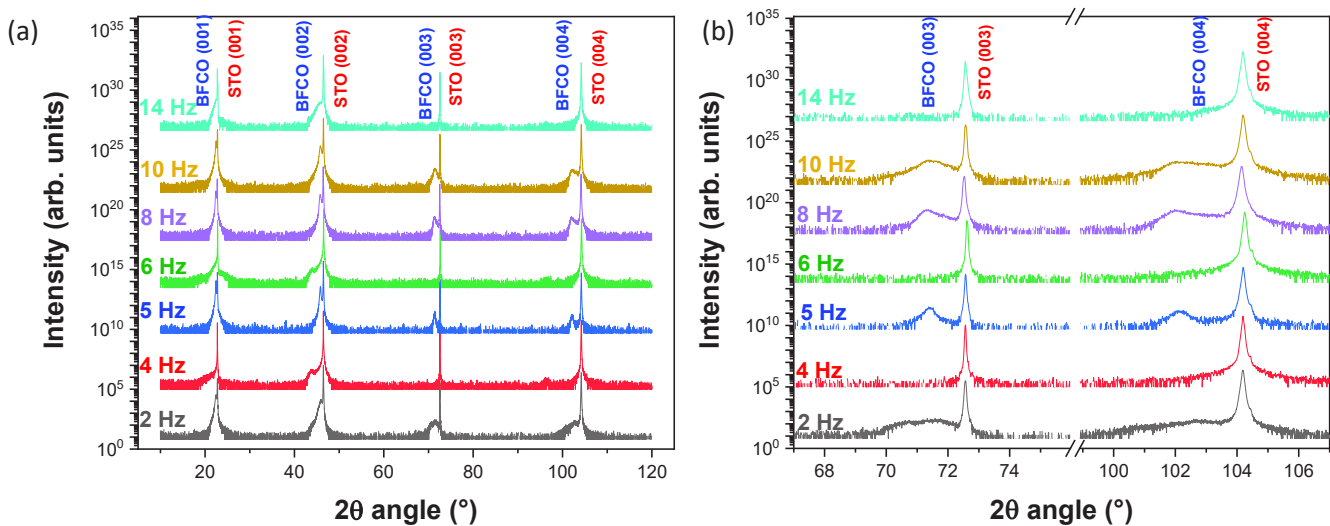 (a)
Intensity (arb. units)
10^35
10^30
10^25
10^20
10^15
10^10
10^5
10^0
BFCO (001)
STO (001)
BFCO (002)
STO (002)
BFCO (003)
STO (003)
BFCO (004)
STO (004)
14 Hz
10 Hz
8 Hz
6 Hz
5 Hz
4 Hz
2 Hz
20 40 60 80 100 120
2θ angle (°)
(b)
Intensity (arb. units)
10^35
10^30
10^25
10^20
10^15
10^10
10^5
10^0
BFCO (003)
STO (003)
BFCO (004)
STO (004)
14 Hz
10 Hz
8 Hz
6 Hz
5 Hz
4 Hz
2 Hz
68 70 72 74 100 102 104 106
2θ angle (°)